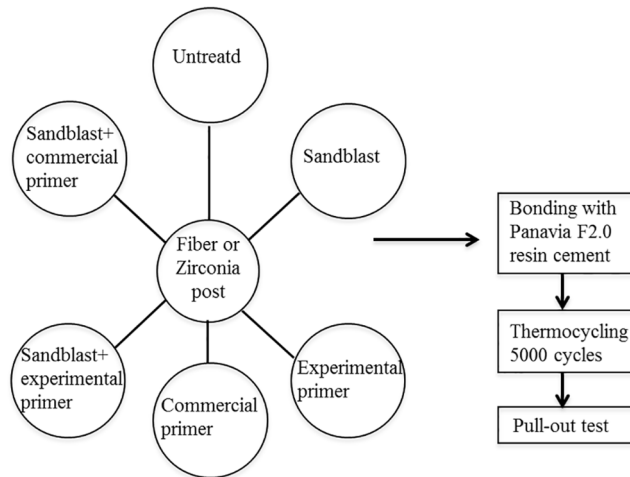 Untreatd
Sandblast+
commercial
primer
Sandblast
Fiber or
Zirconia
post
Sandblast+
experimental
primer
Commercial
primer
Experimental
primer
Bonding with
Panavia F2.0
resin cement
Thermocycling
5000 cycles
Pull-out test